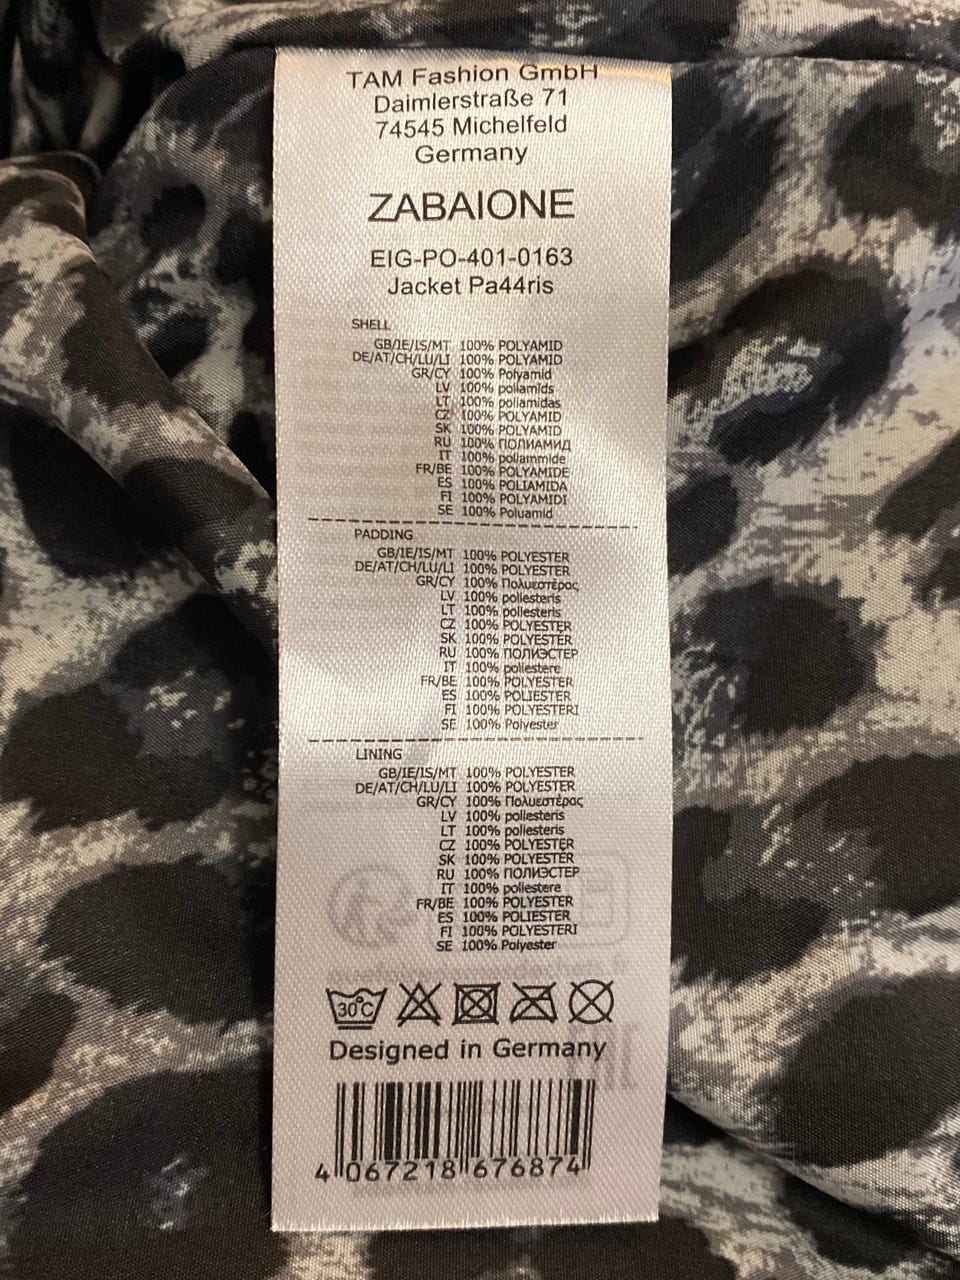 TAM Fashion GmbH
Daimlerstraße 71
74545 Michelfeld
Germany
ZABAIONE
EIG-PO-401-0163
Jacket Pa44ris
SHELL
GB/IE/IS/MT 100% POLYAMID
DE/AT/CH/LU/LI 100% POLYAMID
GR/CY 100% Polyamid
LV 100% poliamīds
LT 100% poliamidas
CZ 100% POLYAMID
SK 100% POLYAMID
RU 100% ПОЛИАМИД
IT 100% poliammide
FR/BE 100% POLYAMIDE
ES 100% POLIAMIDA
FI 100% POLYAMIDI
SE 100% Poluamid
PADDING
GB/IE/IS/MT 100% POLYESTER
DE/AT/CH/LU/LI 100% POLYESTER
GR/CY 100% Πολυεστέρας
LV 100% poliesteris
LT 100% poliesteris
CZ 100% POLYESTER
SK 100% POLYESTĒR
RU 100% ПОЛИЭСТЕР
IT 100% poliestere
FR/BE 100% POLYESTER
ES 100% POLIESTER
FI 100% POLYESTERI
SE 100% Polyester
LINING
GB/IE/IS/MT 100% POLYESTER
DE/AT/CH/LU/LI 100% POLYESTER
GR/CY 100% Πολυεστέρας
LV 100% poliesteris
LT 100% poliesteris
CZ 100% POLYESTER
SK 100% POLYESTĒR
RU 100% ПОЛИЭСТЕР
IT 100% poliestere
FR/BE 100% POLYESTER
ES 100% POLIESTER
FI 100% POLYESTERI
SE 100% Polyester
30°C
Designed in Germany
4 067218 676874